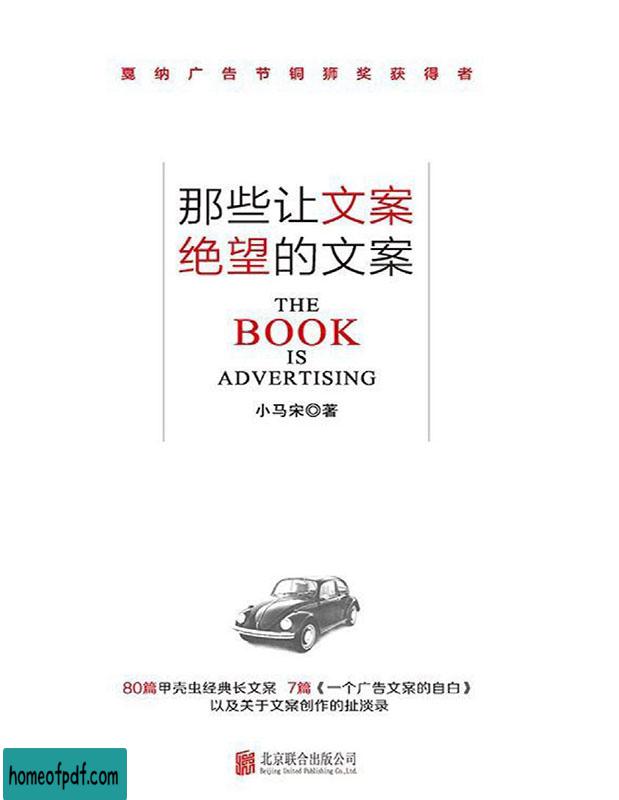 戛纳广告节铜狮奖获得者
那些让文案
绝望的文案
THE
BOOK
IS
ADVERTISING
小马宋◎著
80篇甲壳虫经典长文案 7篇《一个广告文案的自白》
以及关于文案创作的扯淡录
北京联合出版公司
Beijing United Publishing Co.,Ltd.
homeofpdf.com